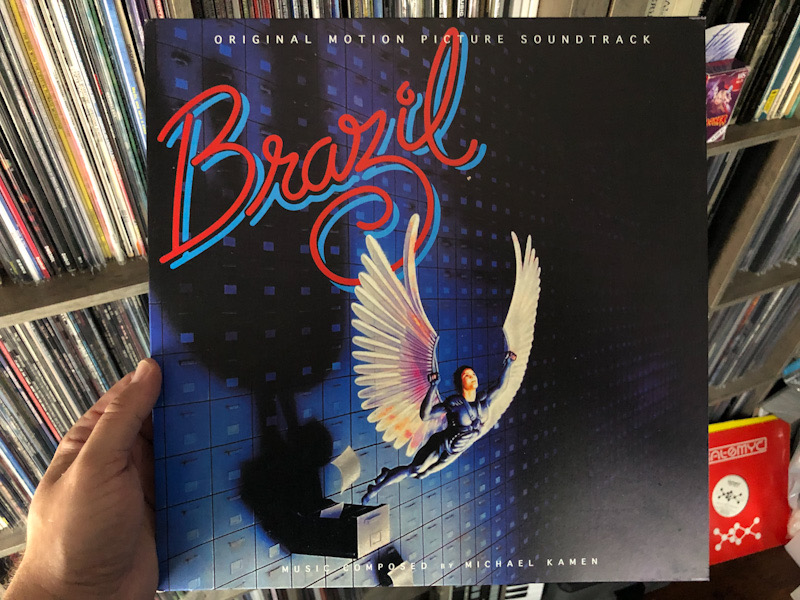 ORIGINAL MOTION PICTURE SOUNDTRACK
Brazil
MUSIC COMPOSED BY MICHAEL KAMEN